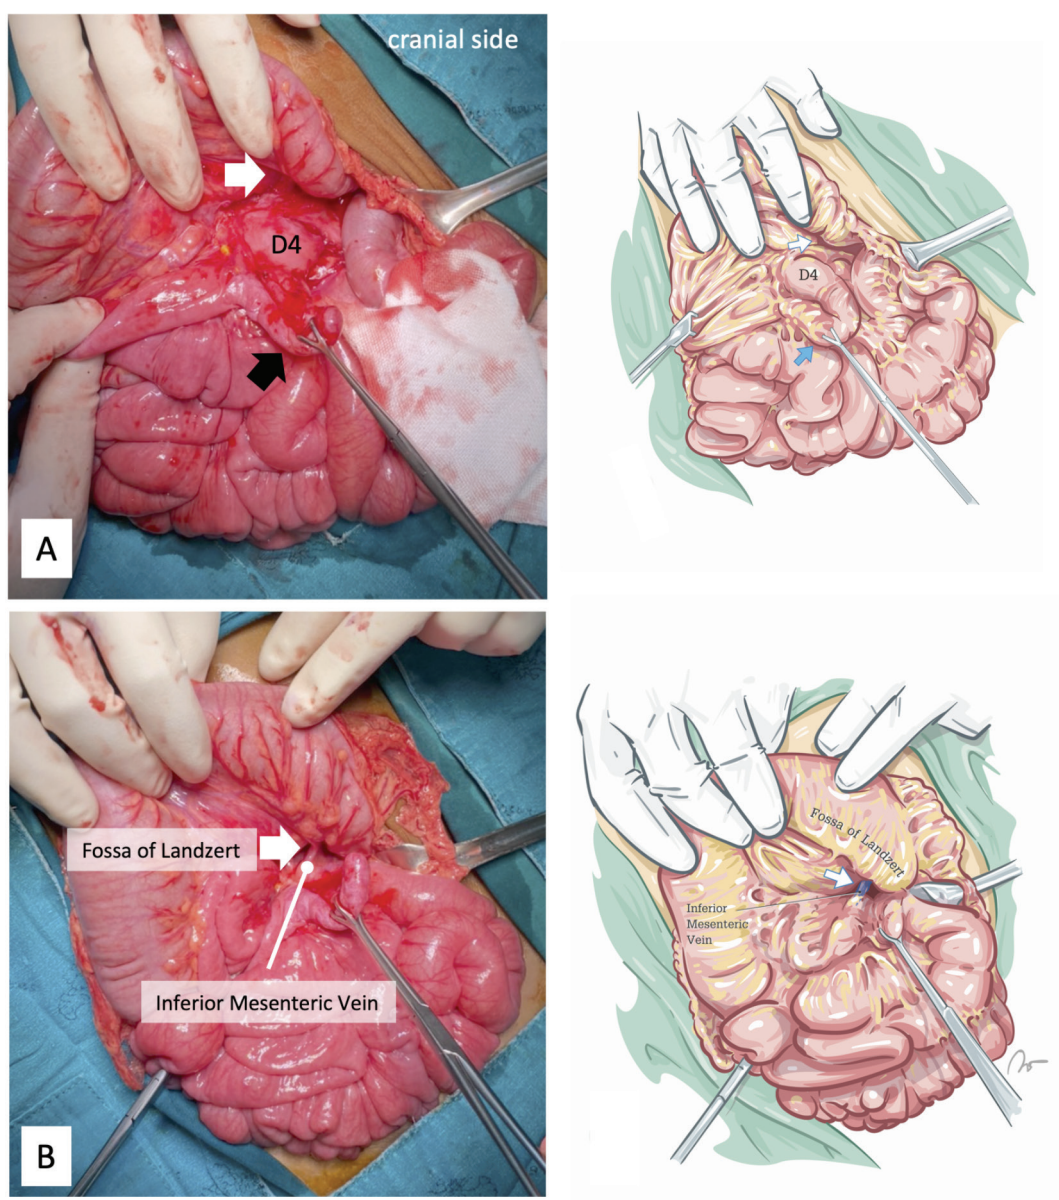 cranial side
D4
A
D4
Fossa of Landzert
Inferior Mesenteric Vein
B
Fossa of Landzert
Inferior
Mesenteric
Vein